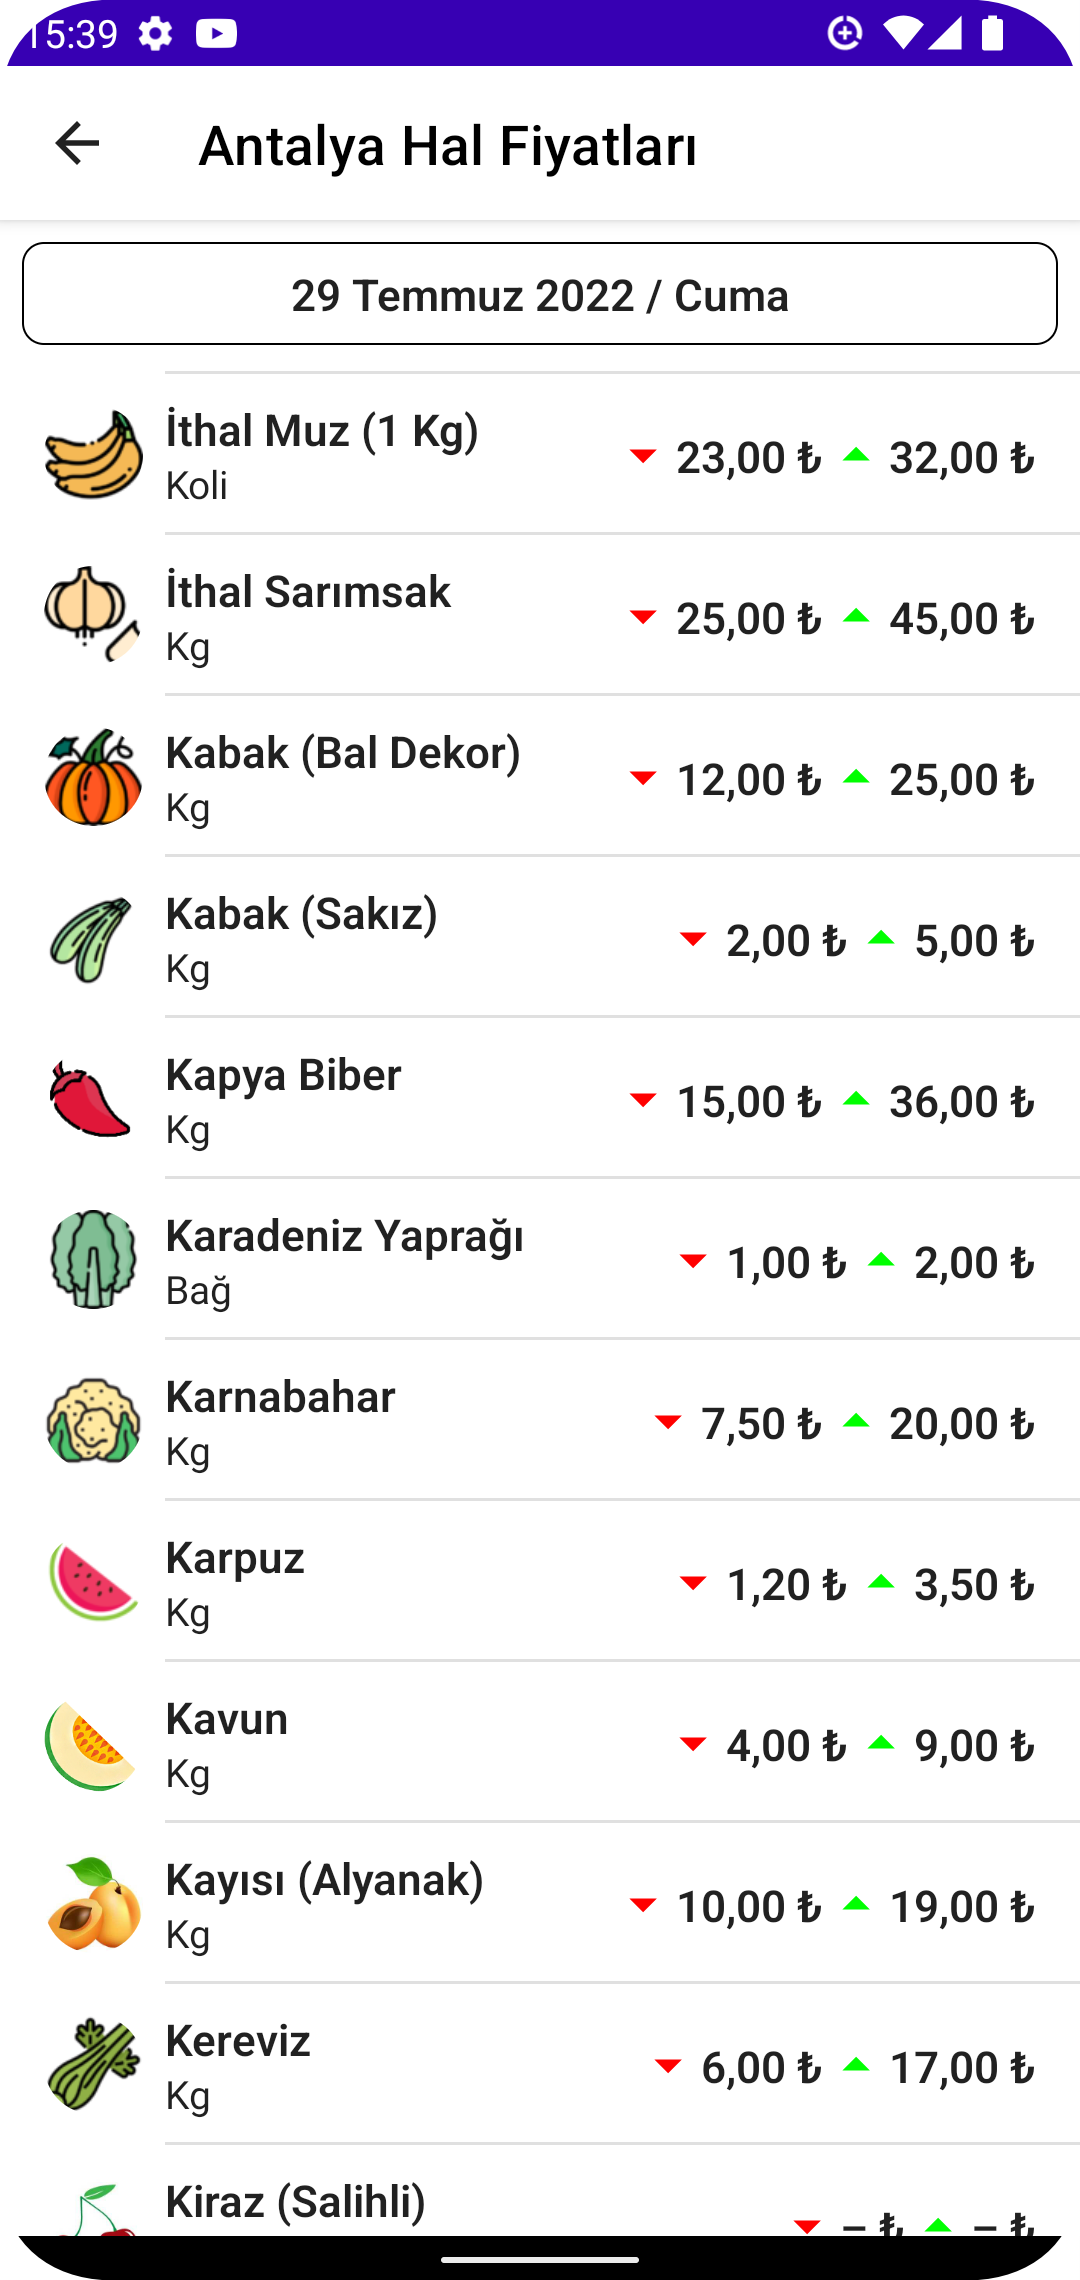 15:39
Antalya Hal Fiyatları
29 Temmuz 2022 / Cuma
İthal Muz (1 Kg)
Koli
23,00 ₺ 32,00 ₺
İthal Sarımsak
Kg
25,00 ₺ 45,00 ₺
Kabak (Bal Dekor)
Kg
12,00 ₺ 25,00 ₺
Kabak (Sakız)
Kg
2,00 ₺ 5,00 ₺
Kapya Biber
Kg
15,00 ₺ 36,00 ₺
Karadeniz Yaprağı
Bağ
1,00 ₺ 2,00 ₺
Karnabahar
Kg
7,50 ₺ 20,00 ₺
Karpuz
Kg
1,20 ₺ 3,50 ₺
Kavun
Kg
4,00 ₺ 9,00 ₺
Kayısı (Alyanak)
Kg
10,00 ₺ 19,00 ₺
Kereviz
Kg
6,00 ₺ 17,00 ₺
Kiraz (Salihli)
– ₺ – ₺